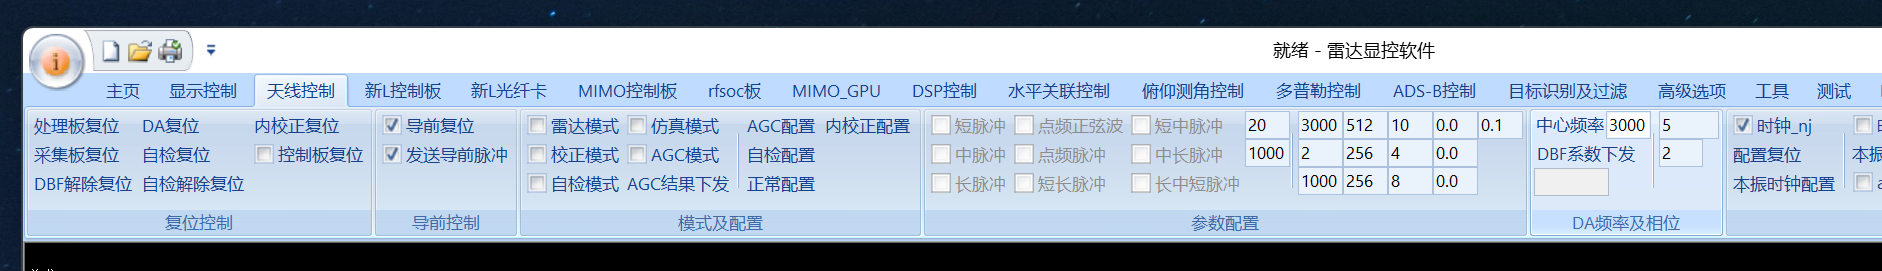 就绪 - 雷达显控软件
主页 显示控制 天线控制 新L控制板 新L光纤卡 MIMO控制板 rfsoc板 MIMO_GPU DSP控制 水平关联控制 俯仰测角控制 多普勒控制 ADS-B控制 目标识别及过滤 高级选项 工具 测试
处理板复位 DA复位 内校正复位 导前复位 雷达模式 仿真模式 AGC配置 内校正配置 短脉冲 点频正弦波 短中脉冲 20 3000 512 10 0.0 0.1 中心频率 3000 5 时钟_nj
采集板复位 自检复位 控制板复位 发送导前脉冲 校正模式 AGC模式 自检配置 中脉冲 点频脉冲 中长脉冲 1000 2 256 4 0.0 DBF系数下发 2 配置复位 本振
DBF解除复位 自检解除复位 自检模式 AGC结果下发 正常配置 长脉冲 短长脉冲 长中短脉冲 1000 256 8 0.0 本振时钟配置
复位控制 导前控制 模式及配置 参数配置 DA频率及相位